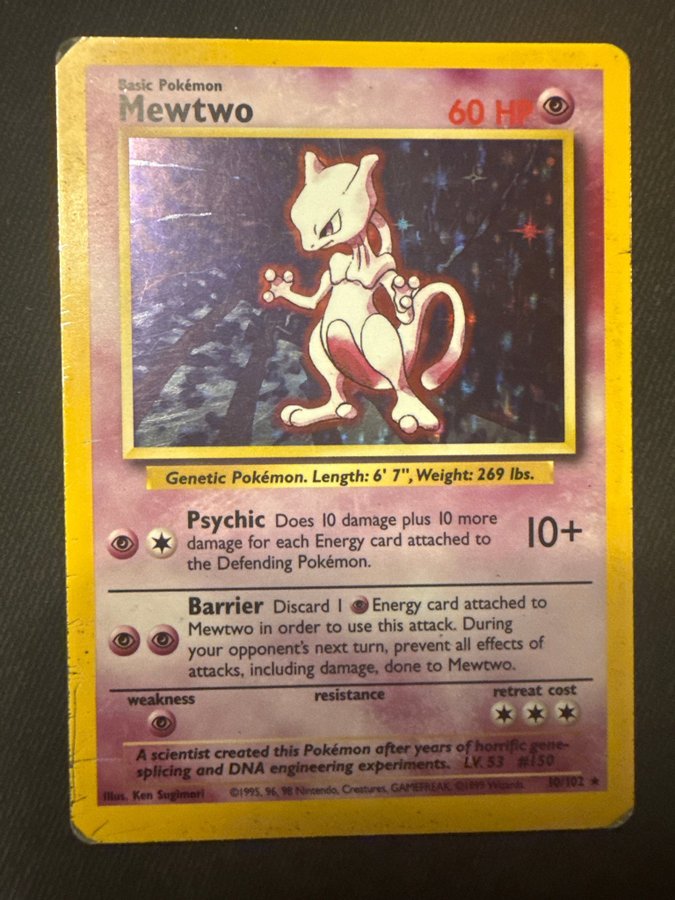 Basic Pokémon
Mewtwo
60 HP
Genetic Pokémon. Length: 6' 7", Weight: 269 lbs.
Psychic Does 10 damage plus 10 more
damage for each Energy card attached to
the Defending Pokémon.
10+
Barrier Discard 1 Energy card attached to
Mewtwo in order to use this attack. During
your opponent's next turn, prevent all effects of
attacks, including damage, done to Mewtwo.
weakness
resistance
retreat cost
A scientist created this Pokémon after years of horrific gene-
splicing and DNA engineering experiments. LV. 53 #150
Illus. Ken Sugimori
©1995, 96, 98 Nintendo, Creatures, GAMEFREAK. ©1999 Wizards.
10/102